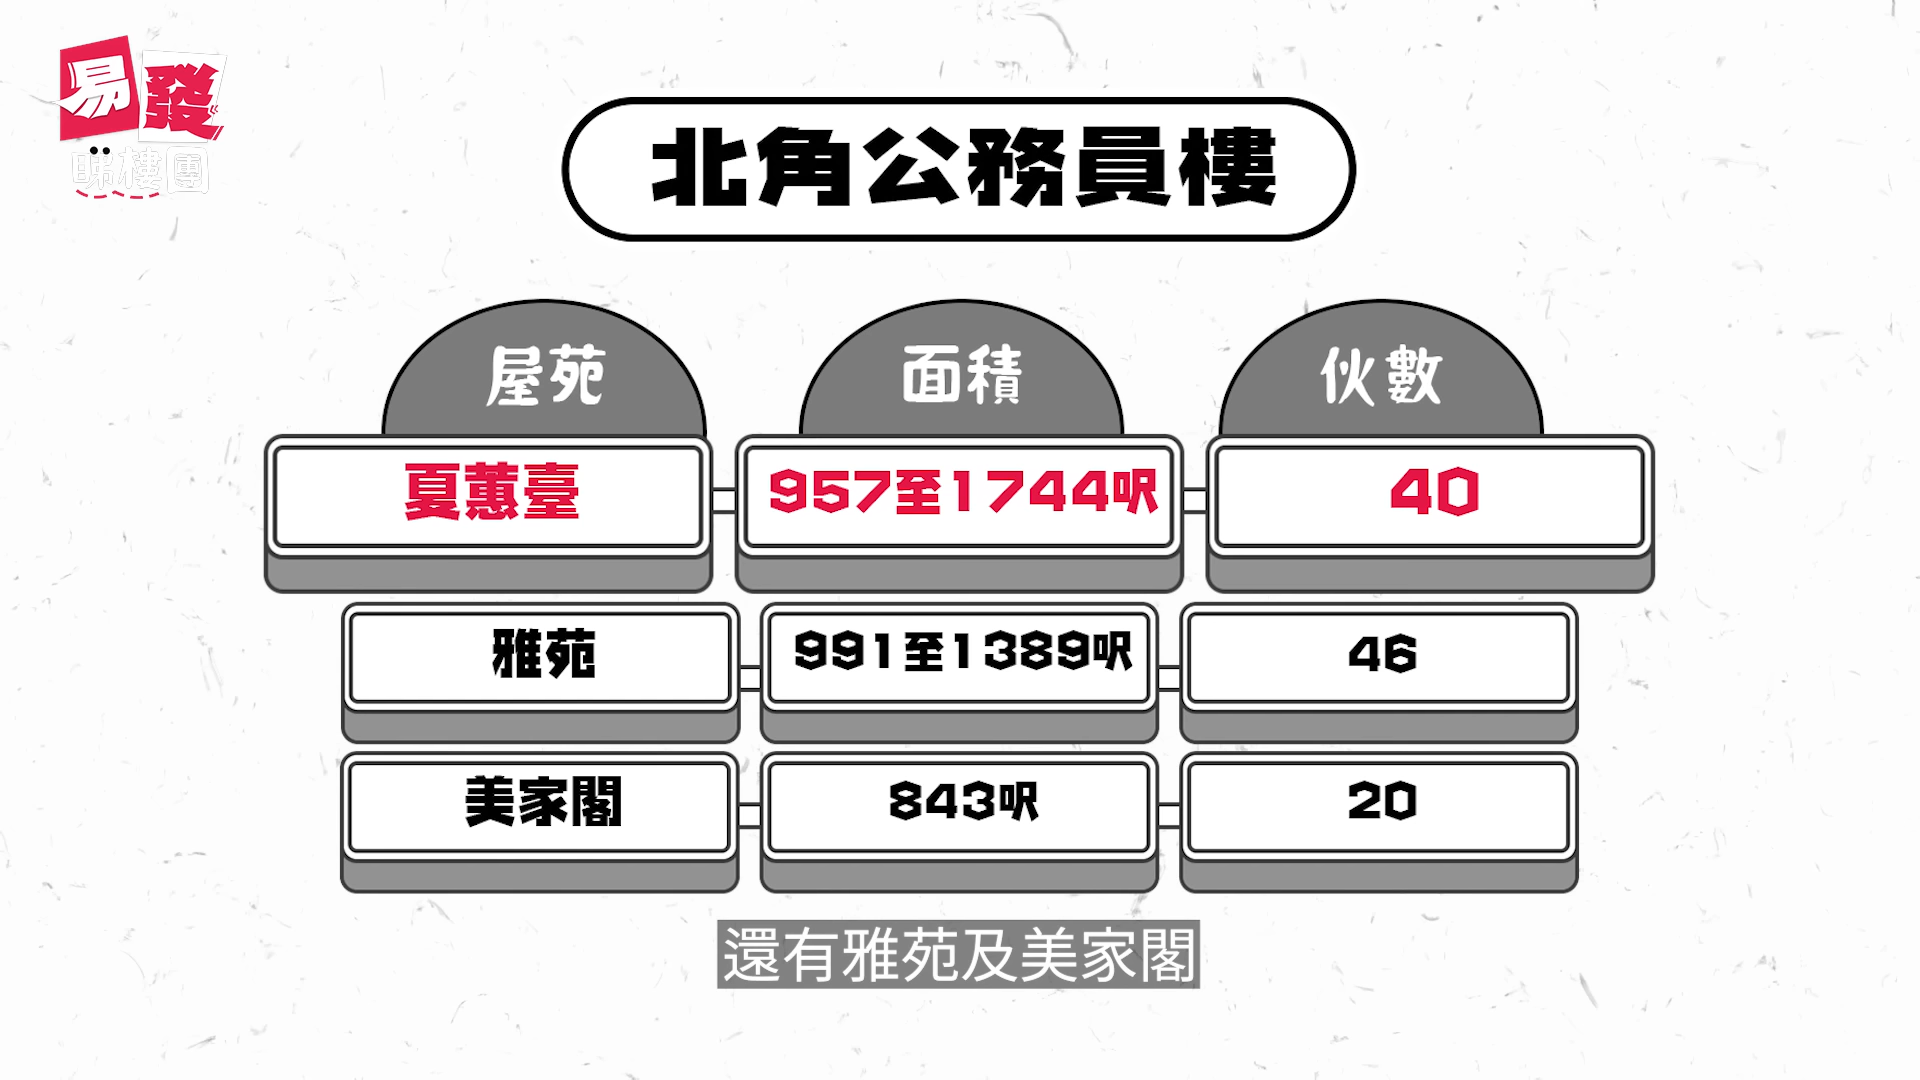 易發
睇樓團
北角公務員樓
屋苑 面積 伙數
夏蕙臺 957至1744呎 40
雅苑 991至1389呎 46
美家閣 843呎 20
還有雅苑及美家閣